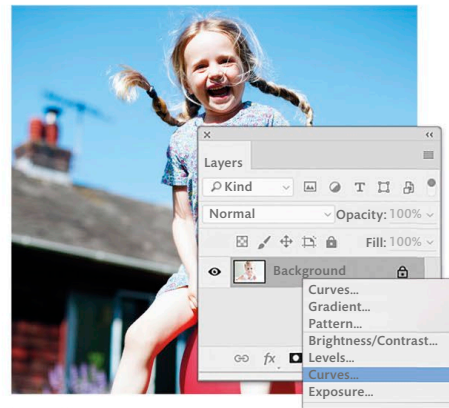 Layers
Kind
Normal Opacity: 100%
Fill: 100%
Background
fx
Curves...
Gradient...
Pattern...
Brightness/Contrast...
Levels...
Curves...
Exposure...